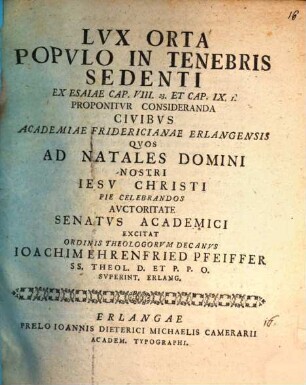 16
LVX ORTA
POPVLO IN TENEBRIS
SEDENTI
EX ESAIAE CAP. VIII. 23. ET CAP. IX. 1.
PROPONITVR CONSIDERANDA
CIVIBVS
ACADEMIAE FRIDERICIANAE ERLANGENSIS
QVOS
AD NATALES DOMINI
NOSTRI
IESV CHRISTI
PIE CELEBRANDOS
AVCTORITATE
SENATVS ACADEMICI
EXCITAT
ORDINIS THEOLOGORVM DECANVS
IOACHIM EHRENFRIED PFEIFFER
SS. THEOL. D. ET P. P. O.
SVPERINT. ERLANG.
ERLANGAE
PRELO IOANNIS DIETERICI MICHAELIS CAMERARII
ACADEM. TYPOGRAPHI.